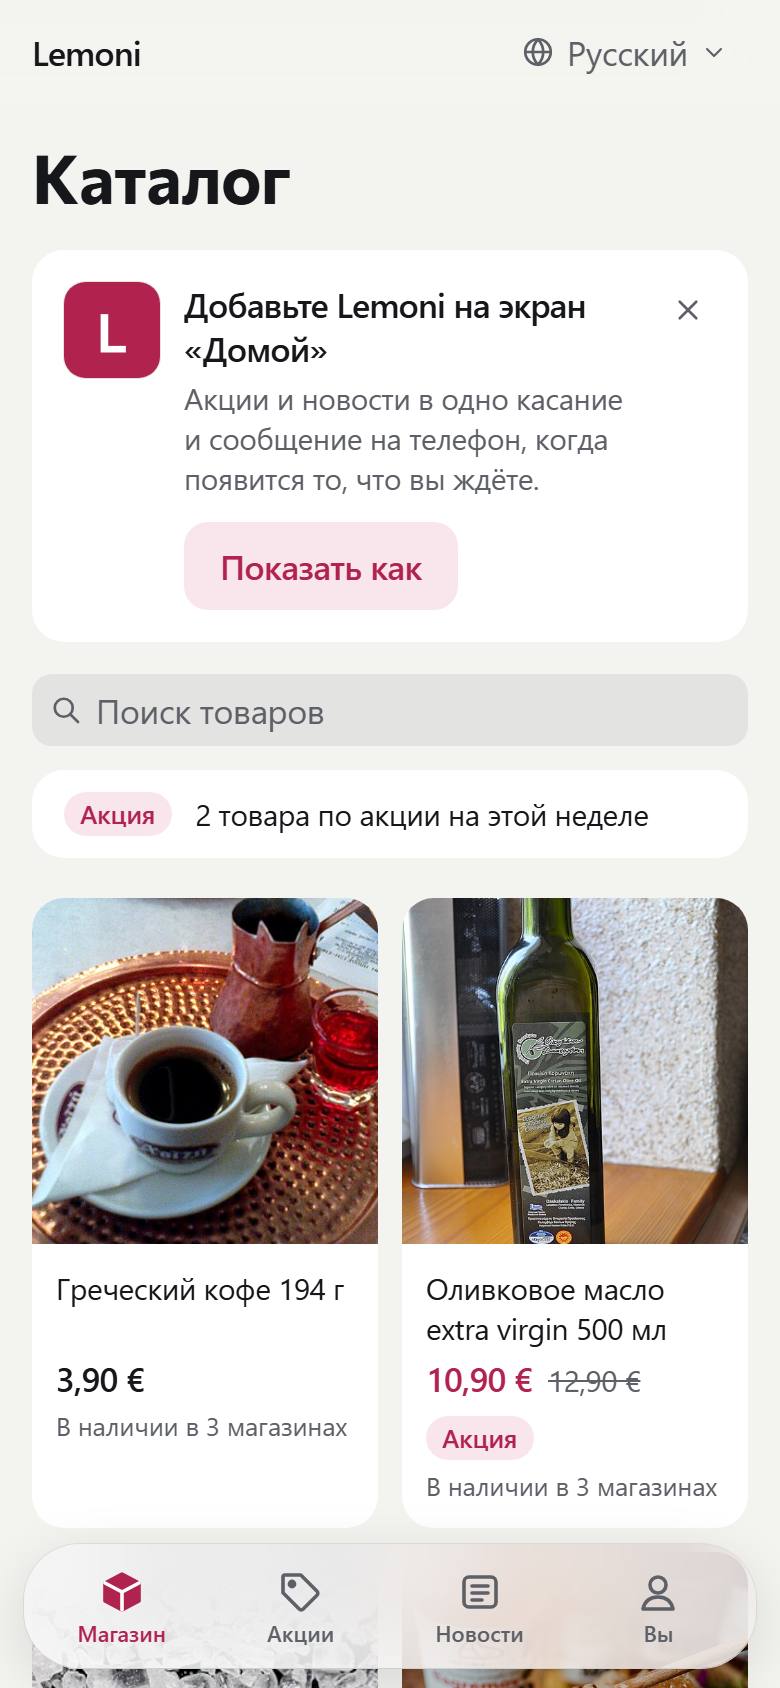 Lemoni
Русский
Каталог
L
Добавьте Lemoni на экран
«Домой»
Акции и новости в одно касание
и сообщение на телефон, когда
появится то, что вы ждёте.
Показать как
Поиск товаров
Акция 2 товара по акции на этой неделе
Греческий кофе 194 г
3,90 €
В наличии в 3 магазинах
Оливковое масло
extra virgin 500 мл
10,90 € 12,90 €
Акция
В наличии в 3 магазинах
Магазин
Акции
Новости
Вы